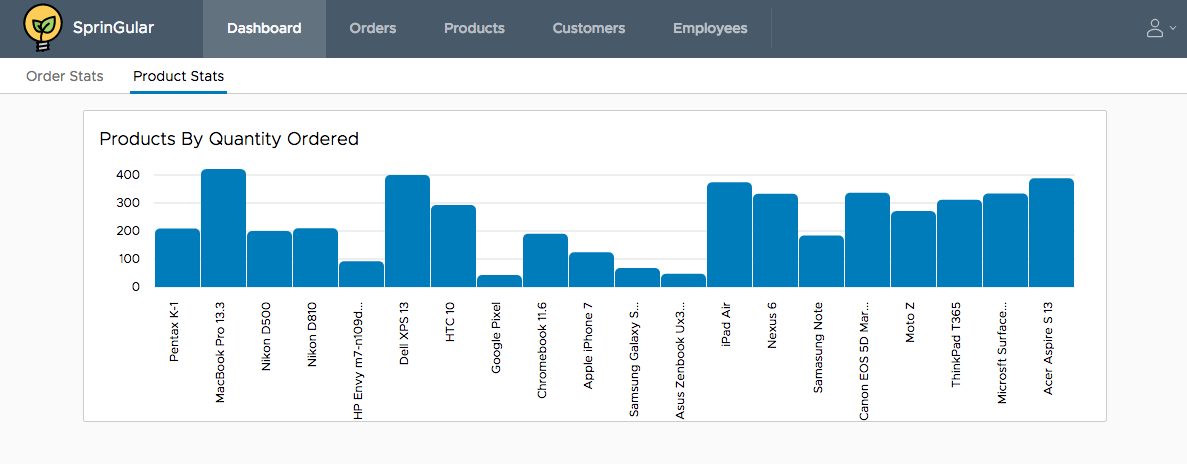 SprinGular
Dashboard
Orders
Products
Customers
Employees
Order Stats
Product Stats
Products By Quantity Ordered
400
300
200
100
0
Pentax K-1
MacBook Pro 13.3
Nikon D500
Nikon D810
HP Envy m7-n109d...
Dell XPS 13
HTC 10
Google Pixel
Chromebook 11.6
Apple iPhone 7
Samsung Galaxy S...
Asus Zenbook Ux3...
iPad Air
Nexus 6
Samasung Note
Canon EOS 5D Mar...
Moto Z
ThinkPad T365
Microsft Surface...
Acer Aspire S 13